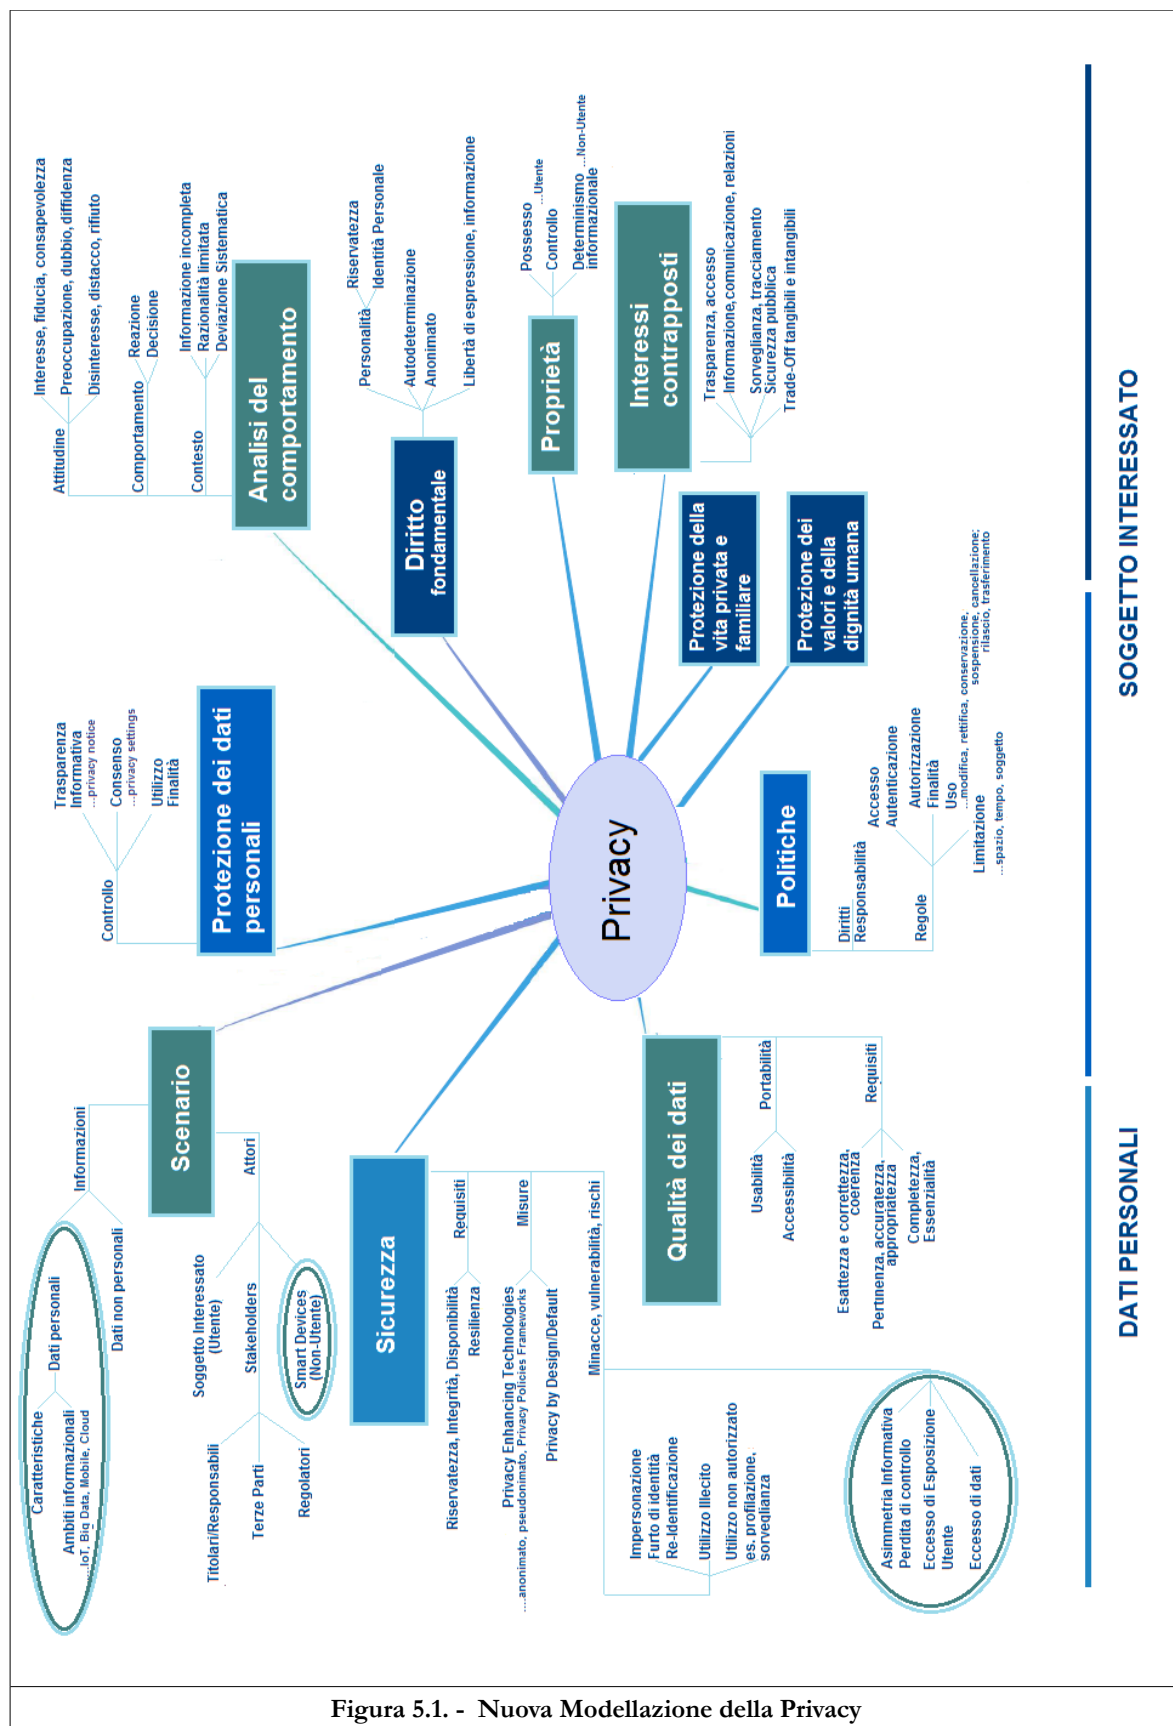 Interesse, fiducia, consapevolezza
Preoccupazione, dubbio, diffidenza
Disinteresse, distacco, rifiuto
Attitudine
Reazione
Decisione
Comportamento
Informazione incompleta
Razionalità limitata
Deviazione Sistematica
Contesto
Analisi del
comportamento
Riservatezza
Identità Personale
Personalità
Autodeterminazione
Anonimato
Libertà di espressione, informazione
Diritto
fondamentale
Possesso
...Utente
Controllo
Determinismo
informazionale
...Non-Utente
Proprietà
Trasparenza, accesso
Informazione,comunicazione, relazioni
Sorveglianza, tracciamento
Sicurezza pubblica
Trade-Off tangibili e intangibili
Interessi
contrapposti
Protezione della
vita privata e
familiare
Protezione dei
valori e della
dignità umana
SOGGETTO INTERESSATO
Trasparenza
Informativa
...privacy notice
Consenso
...privacy settings
Utilizzo
Finalità
Controllo
Protezione dei dati
personali
Privacy
Politiche
Diritti
Responsabilità
Regole
Accesso
Autenticazione
Autorizzazione
Finalità
Uso
...modifica, rettifica, conservazione,
sospensione, cancellazione;
rilascio, trasferimento
Limitazione
...spazio, tempo, soggetto
Scenario
Informazioni
Dati personali
Caratteristiche
Ambiti informazionali
....IoT, Big Data, Mobile, Cloud
Dati non personali
Attori
Soggetto Interessato
(Utente)
Stakeholders
Smart Devices
(Non-Utente)
Titolari/Responsabili
Terze Parti
Regolatori
Sicurezza
Requisiti
Riservatezza, Integrità, Disponibilità
Resilienza
Misure
Privacy Enhancing Technologies
....anonimato, pseudonimato, Privacy Policies Frameworks
Privacy by Design/Default
Minacce, vulnerabilità, rischi
Impersonazione
Furto di identità
Re-Identificazione
Utilizzo Illecito
Utilizzo non autorizzato
es. profilazione,
sorveglianza
Asimmetria Informativa
Perdita di controllo
Eccesso di Esposizione
Utente
Eccesso di dati
Qualità dei dati
Portabilità
Usabilità
Accessibilità
Requisiti
Esattezza e correttezza,
coerenza
Pertinenza, accuratezza,
appropriatezza
Completezza,
Essenzialità
DATI PERSONALI
Figura 5.1. - Nuova Modellazione della Privacy